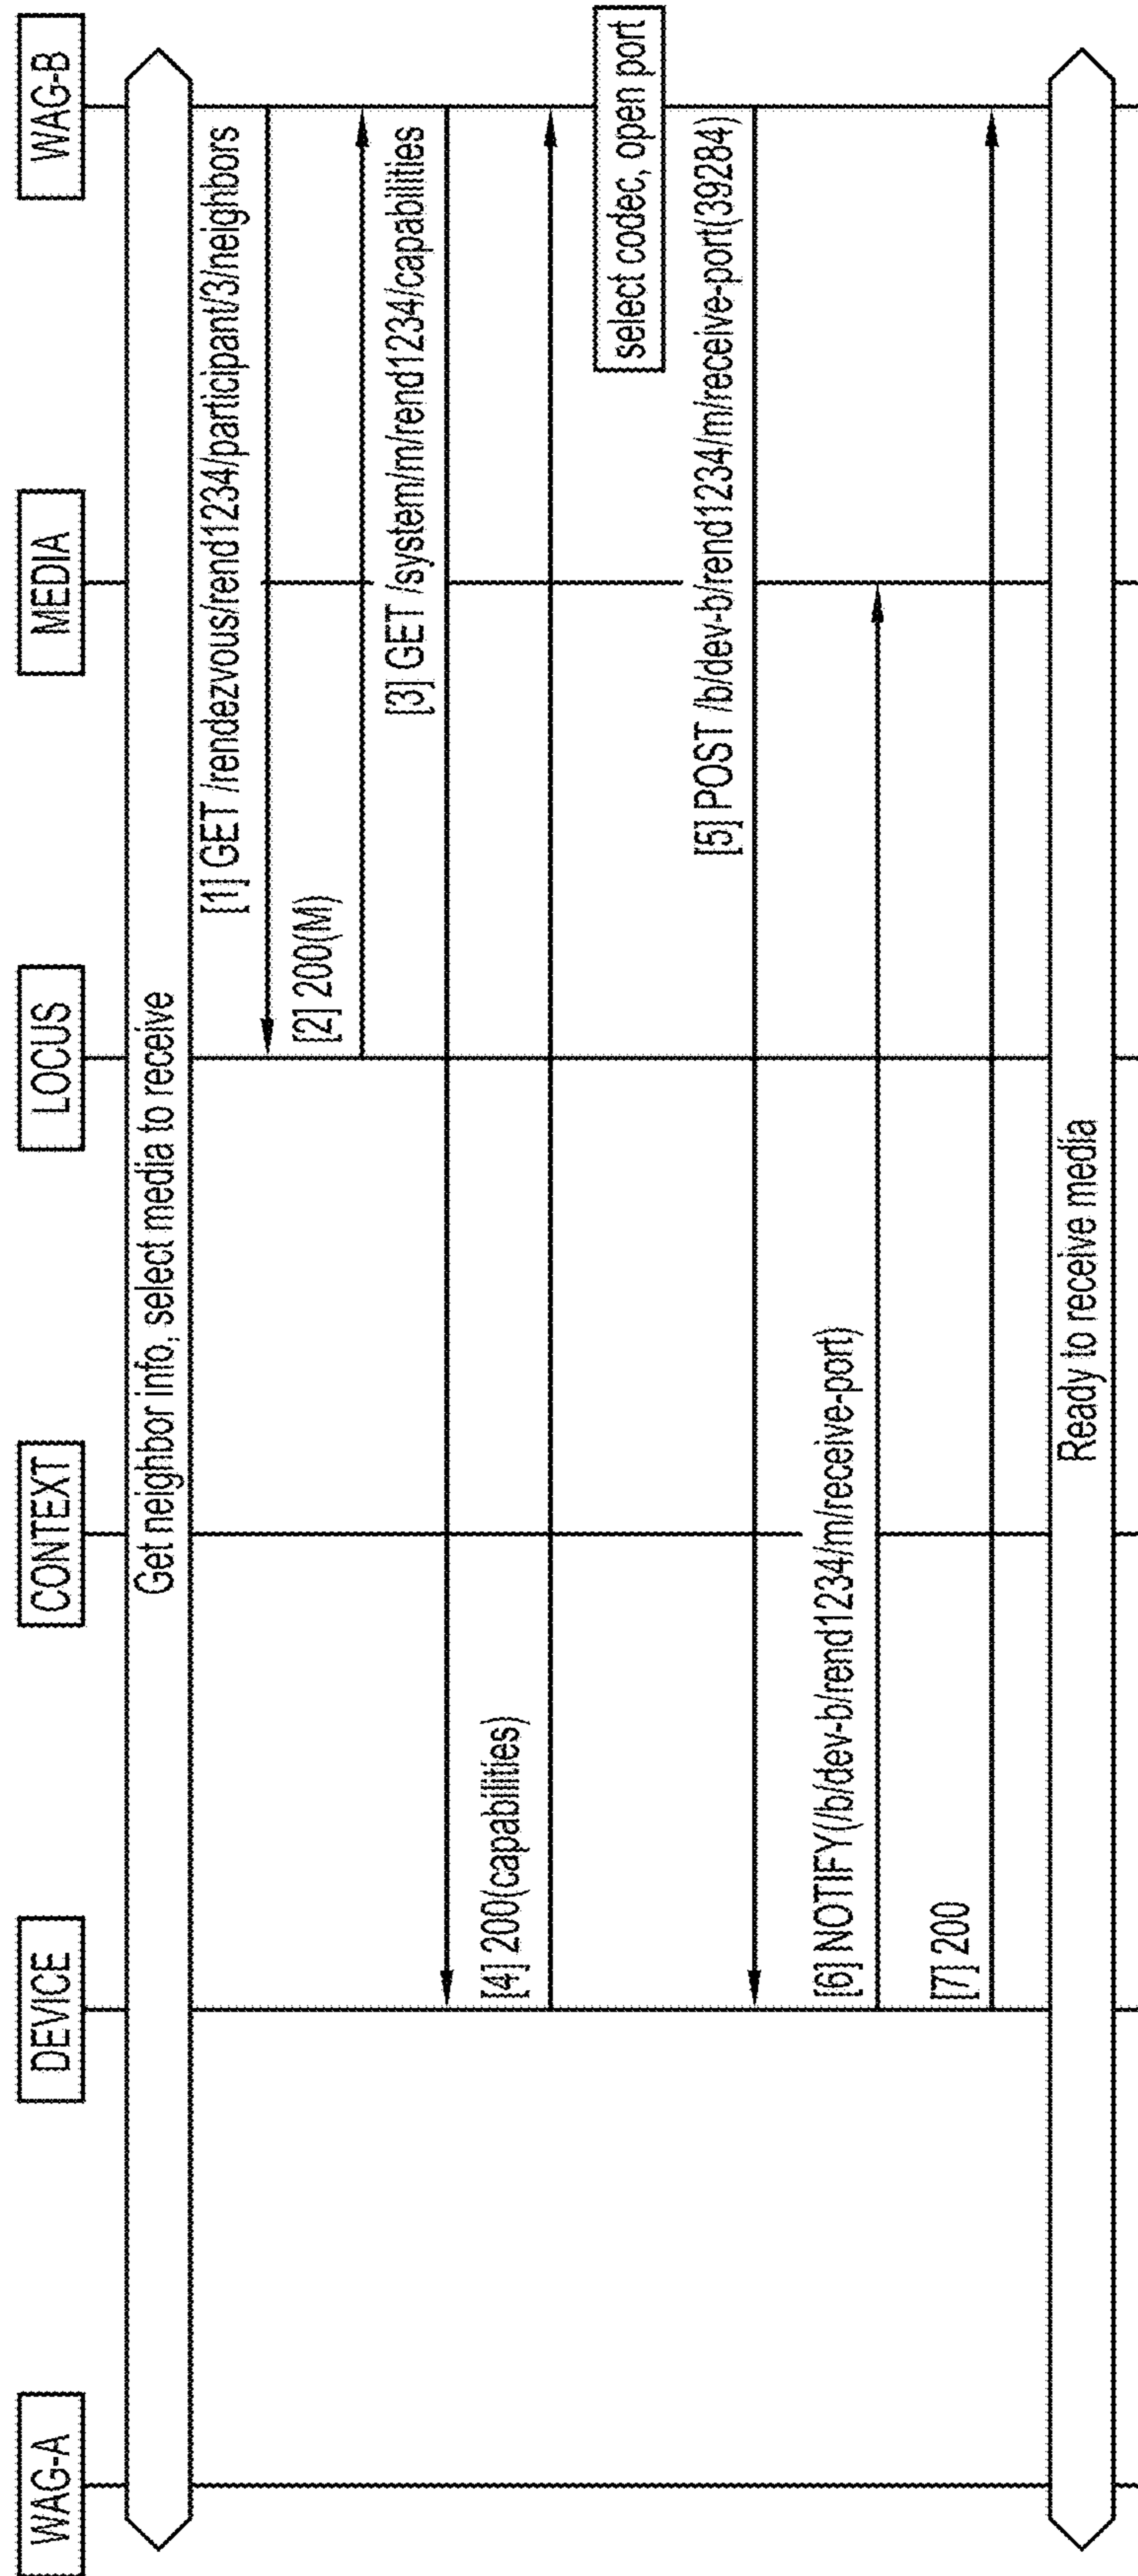 WAG-A
DEVICE
CONTEXT
LOCUS
MEDIA
WAG-B
Get neighbor info, select media to receive
[1] GET /rendezvous/rend1234/participant/3/neighbors
[2] 200(M)
[3] GET /system/m/rend1234/capabilities
[4] 200(capabilities)
select codec, open port
[5] POST /b/dev-b/rend1234/m/receive-port(39284)
[6] NOTIFY(/b/dev-b/rend1234/m/receive-port)
[7] 200
Ready to receive media